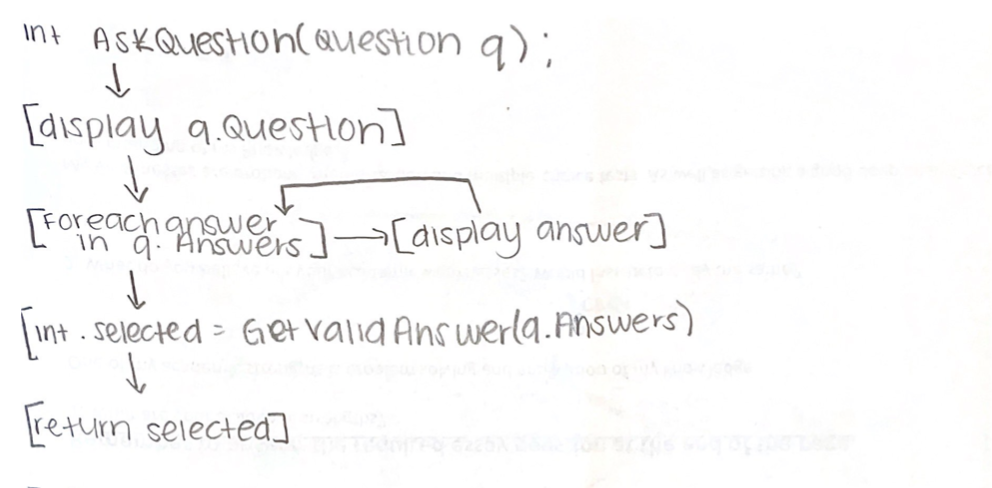 int AskQuestion(Question q);
[display q.Question]
[Foreach answer
in q. Answers] [display answer]
[int. selected = GetValidAnswer(q.Answers)
[return selected]